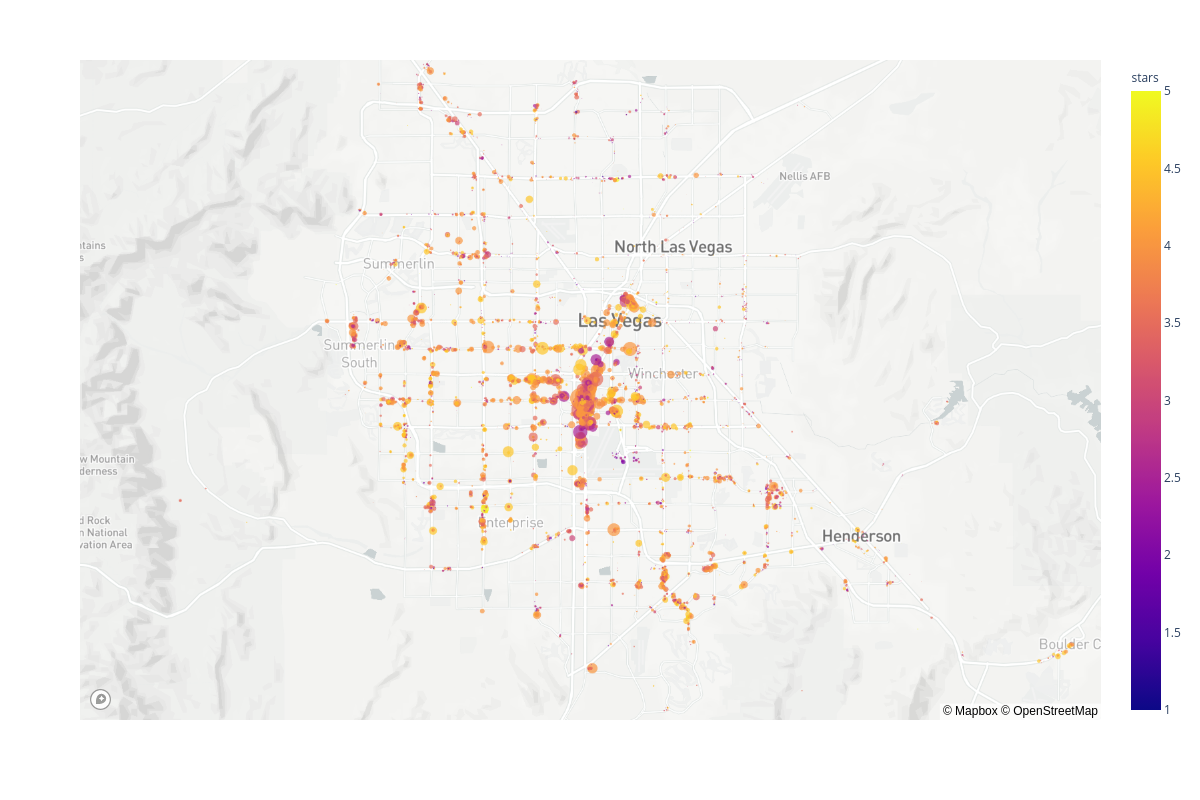 stars
5
4.5
4
3.5
3
2.5
2
1.5
1
Nellis AFB
North Las Vegas
tains
s
Summerlin
Las Vegas
Summerlin
South
Winchester
w Mountain
derness
d Rock
n National
vation Area
Enterprise
Henderson
Boulder C
© Mapbox © OpenStreetMap